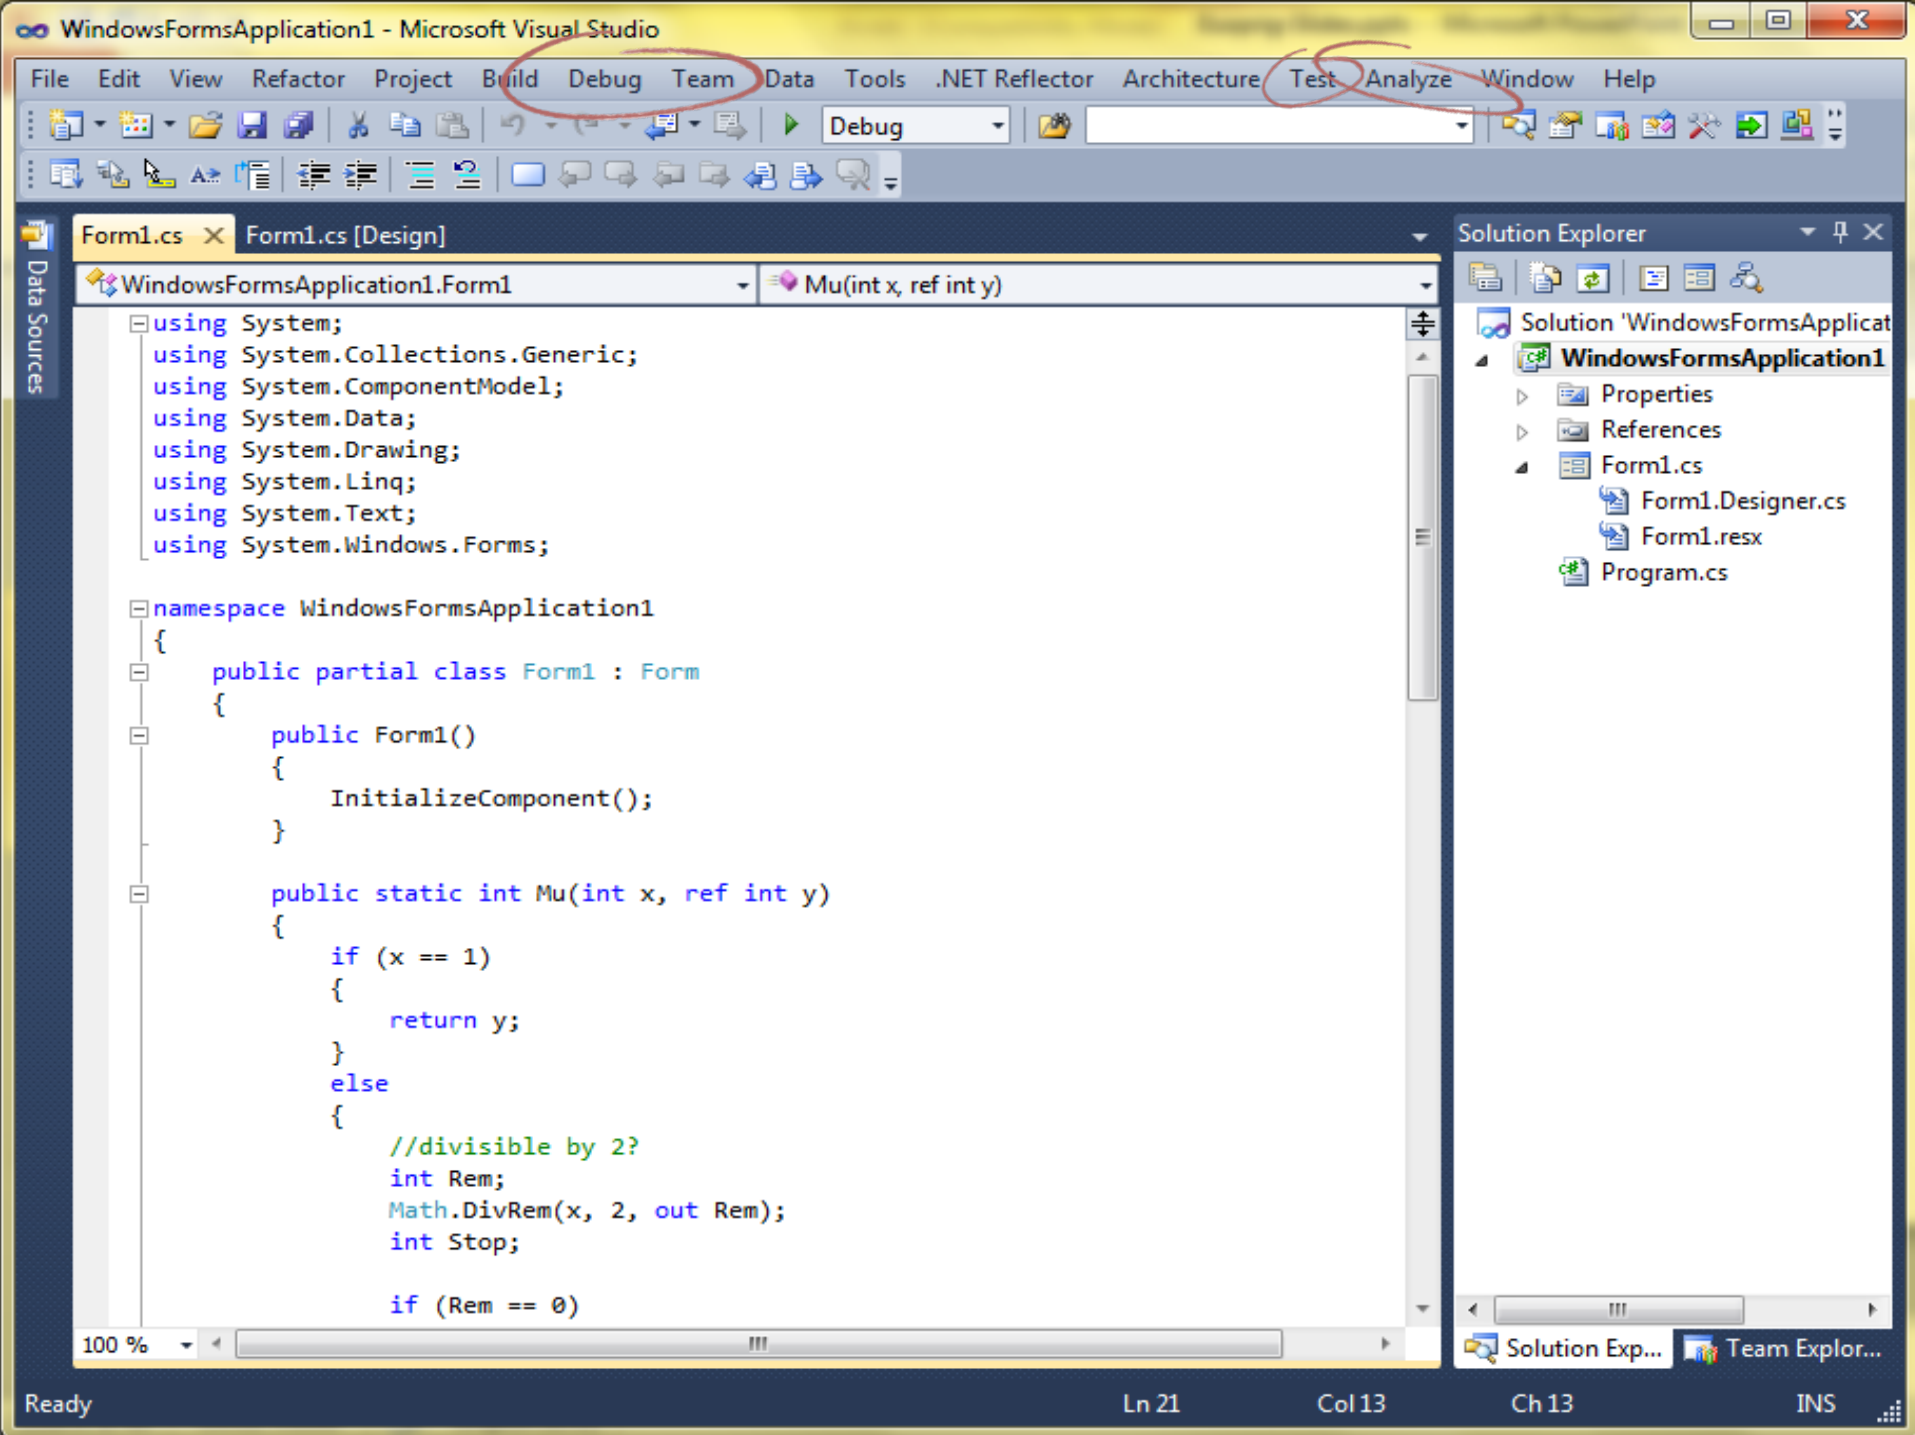 WindowsFormsApplication1 - Microsoft Visual Studio
File Edit View Refactor Project Build Debug Team Data Tools .NET Reflector Architecture Test Analyze Window Help
Debug
Form1.cs Form1.cs [Design]
WindowsFormsApplication1.Form1 Mu(int x, ref int y)
Data Sources
using System;
using System.Collections.Generic;
using System.ComponentModel;
using System.Data;
using System.Drawing;
using System.Linq;
using System.Text;
using System.Windows.Forms;
namespace WindowsFormsApplication1
{
public partial class Form1 : Form
{
public Form1()
{
InitializeComponent();
}
public static int Mu(int x, ref int y)
{
if (x == 1)
{
return y;
}
else
{
//divisible by 2?
int Rem;
Math.DivRem(x, 2, out Rem);
int Stop;
if (Rem == 0)
100 %
Solution Explorer
Solution 'WindowsFormsApplicat
WindowsFormsApplication1
Properties
References
Form1.cs
Form1.Designer.cs
Form1.resx
Program.cs
Solution Exp... Team Explor...
Ready Ln 21 Col 13 Ch 13 INS